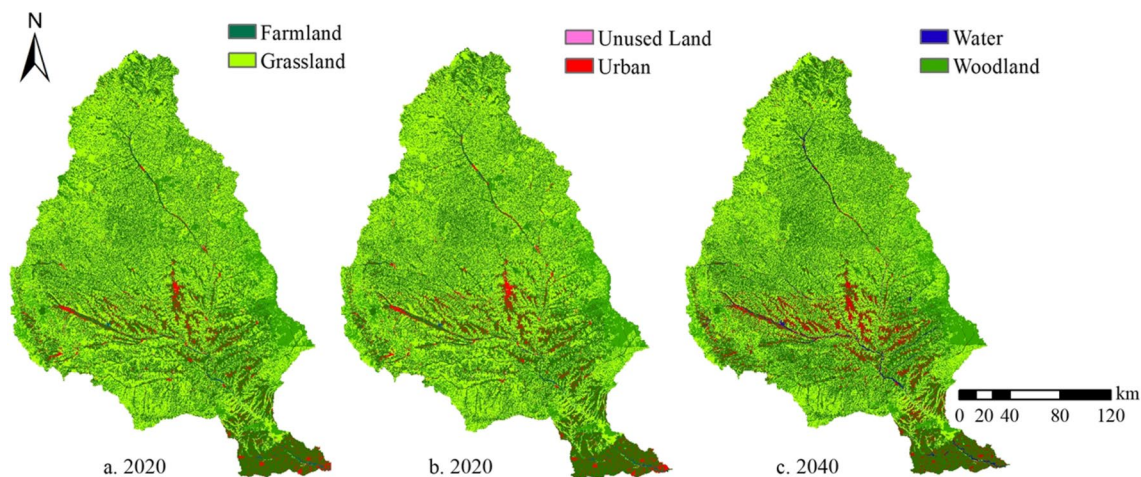 N
Farmland
Grassland
Unused Land
Urban
Water
Woodland
km
0 20 40 80 120
a. 2020
b. 2020
c. 2040